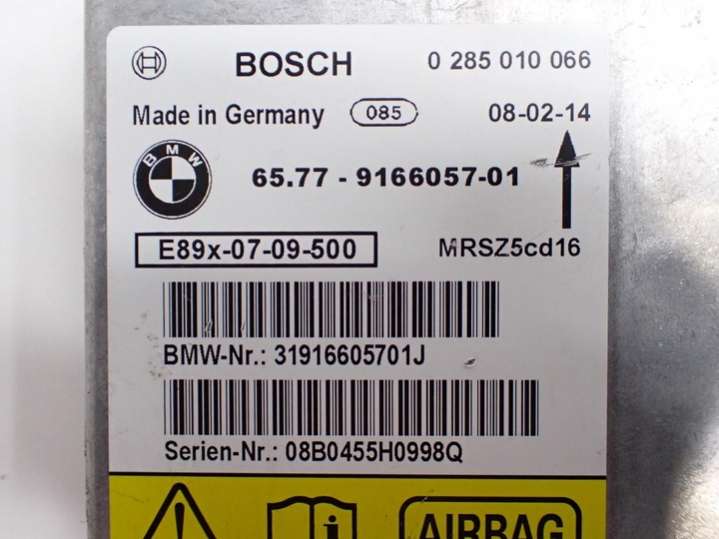 BOSCH 0 285 010 066
Made in Germany 085 08-02-14
BMW 65.77 - 9166057-01
E89x-07-09-500 MRSZ5cd16
BMW-Nr.: 31916605701J
Serien-Nr.: 08B0455H0998Q
i AIRBAG